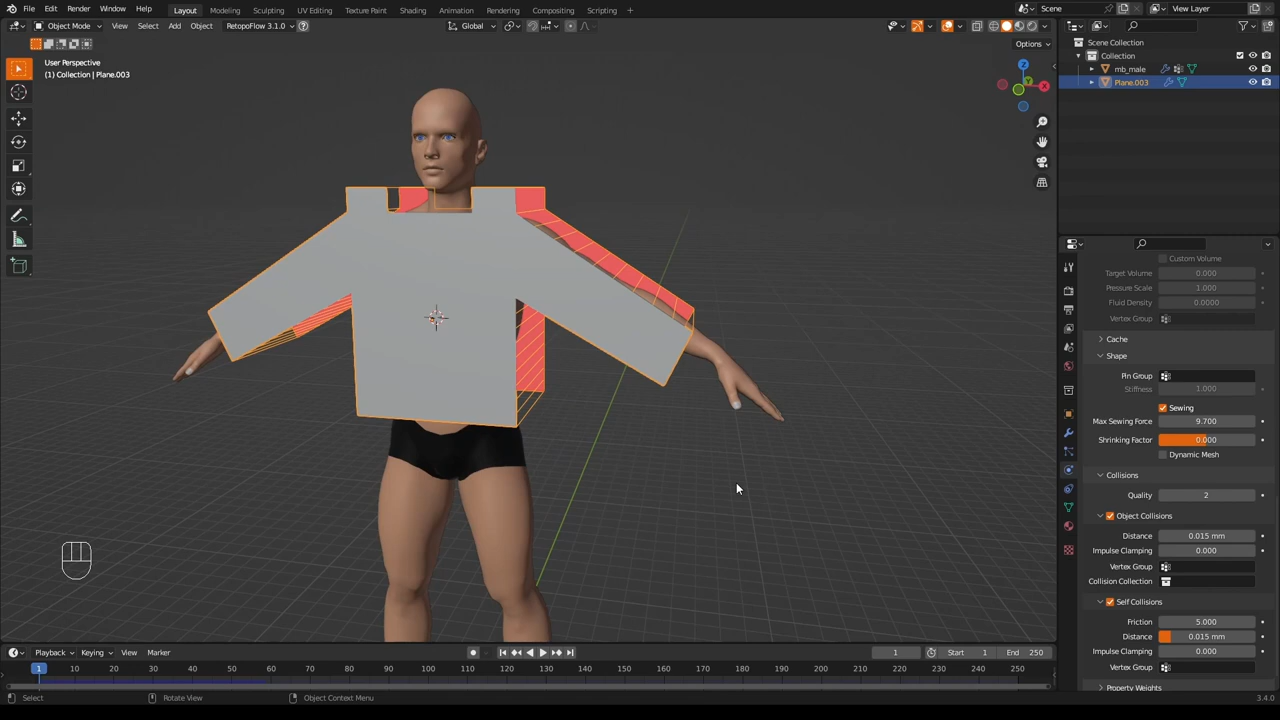 File Edit Render Window Help Layout Modeling Sculpting UV Editing Texture Paint Shading Animation Rendering Compositing Scripting Scene View Layer
Object Mode View Select Add Object RetopoFlow 3.1.0 Global
Options
User Perspective
(1) Collection | Plane.003
Z
X
Y
Scene Collection
Collection
mb_male
Plane.003
Custom Volume
Target Volume 0.000
Pressure Scale 1.000
Fluid Density 0.0000
Vertex Group
Cache
Shape
Pin Group
Stiffness 1.000
Sewing
Max Sewing Force 9.700
Shrinking Factor 0.000
Dynamic Mesh
Collisions
Quality 2
Object Collisions
Distance 0.015 mm
Impulse Clamping 0.000
Vertex Group
Collision Collection
Self Collisions
Friction 5.000
Distance 0.015 mm
Impulse Clamping 0.000
Vertex Group
Property Weights
Playback Keying View Marker 1 Start 1 End 250
1 10 20 30 40 50 60 70 80 90 100 110 120 130 140 150 160 170 180 190 200 210 220 230 240 250
Select Rotate View Object Context Menu 3.4.0